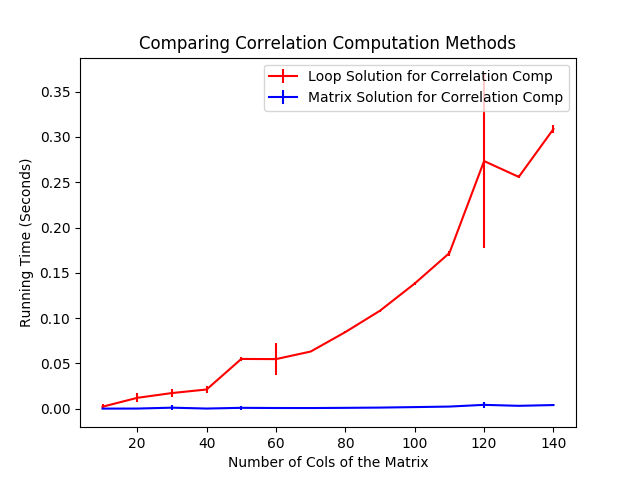 Comparing Correlation Computation Methods
Loop Solution for Correlation Comp
Matrix Solution for Correlation Comp
Running Time (Seconds)
0.35
0.30
0.25
0.20
0.15
0.10
0.05
0.00
20 40 60 80 100 120 140
Number of Cols of the Matrix